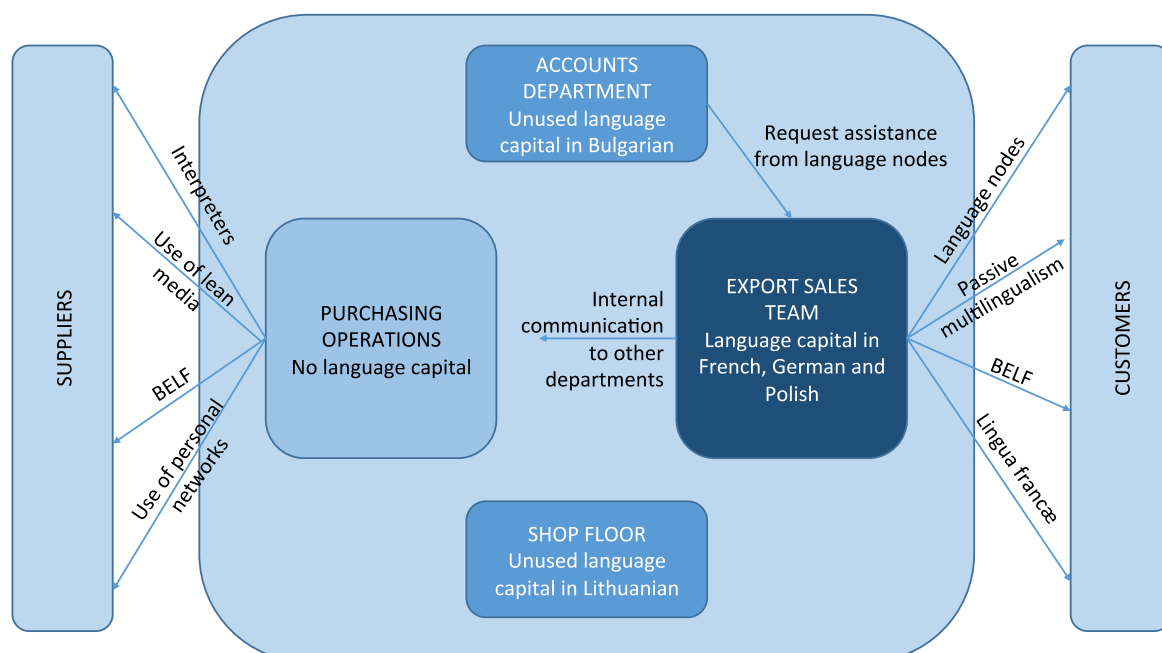 SUPPLIERS
Interpreters
Use of lean
media
BELF
Use of personal
networks
ACCOUNTS
DEPARTMENT
Unused language
capital in Bulgarian
Request assistance
from language nodes
PURCHASING
OPERATIONS
No language capital
Internal
communication
to other
departments
EXPORT SALES
TEAM
Language capital in
French, German and
Polish
SHOP FLOOR
Unused language
capital in Lithuanian
Language nodes
Passive
multilingualism
BELF
Lingua francæ
CUSTOMERS